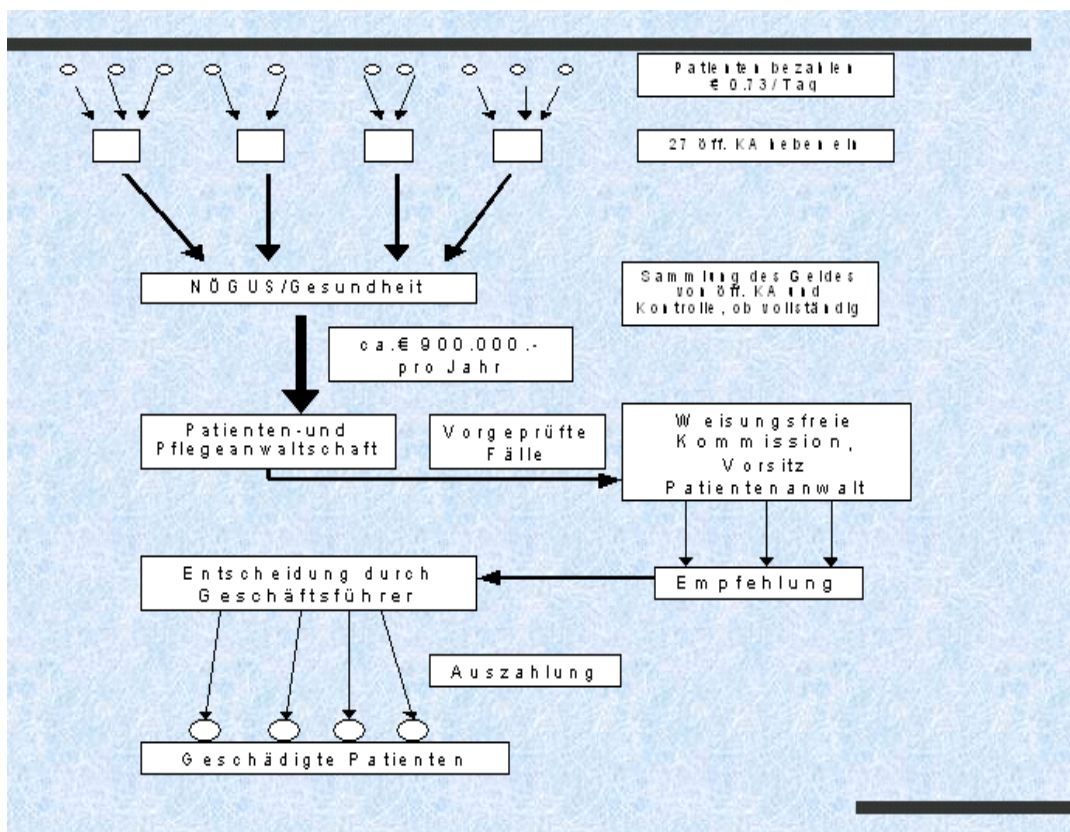 Patienten bezahlen
€ 0.73/Tag
27 öff. KA heben ein
NÖGUS/Gesundheit
Sammlung des Geldes
von öff. KA und
Kontrolle, ob vollständig
ca.€ 900.000.-
pro Jahr
Patienten-und
Pflegeanwaltschaft
Vorgeprüfte
Fälle
Weisungsfreie
Kommission,
Vorsitz
Patientenanwalt
Entscheidung durch
Geschäftsführer
Empfehlung
Auszahlung
Geschädigte Patienten